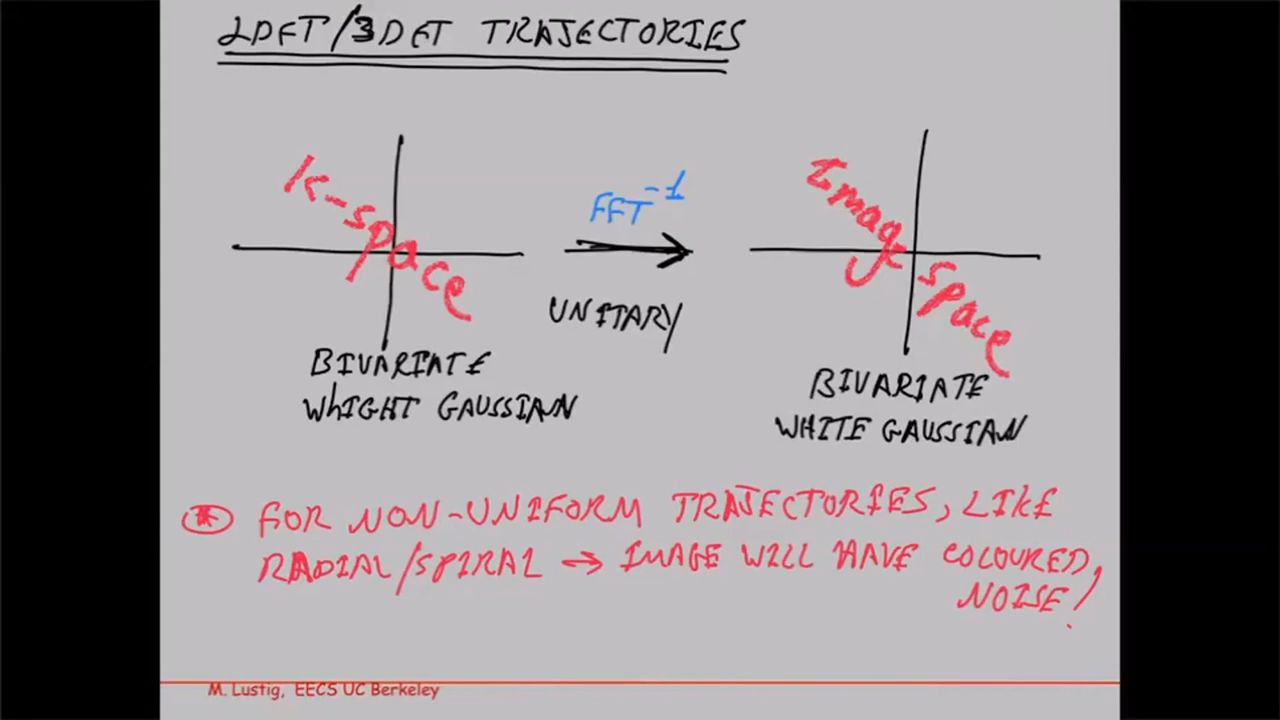 2DFT/3DFT TRAJECTORIES
k-space
FFT⁻¹
UNITARY
Image space
BIVARIATE
WhIGHT GAUSSIAN
BIVARIATE
WHITE GAUSSIAN
* FOR NON-UNIFORM TRAJECTORIES, LIKE
RADIAL/SPIRAL → IMAGE WILL HAVE COLOURED
NOISE!
M. Lustig, EECS UC Berkeley